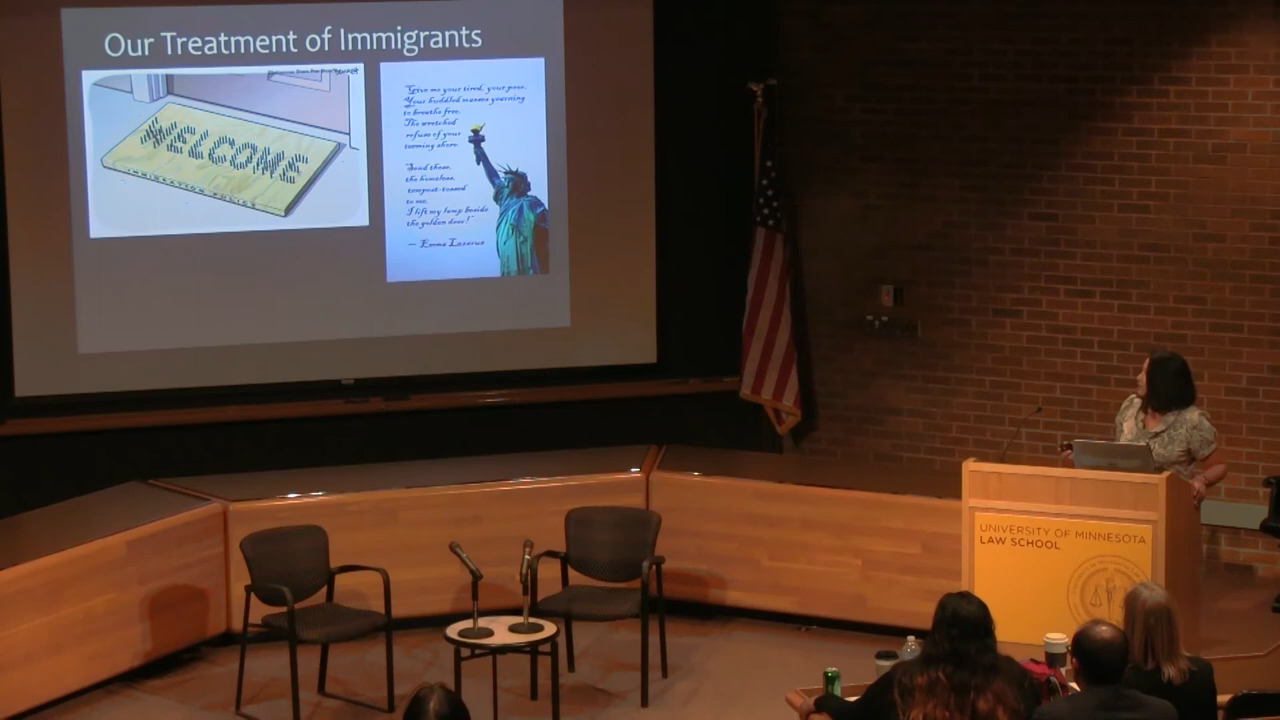 Our Treatment of Immigrants
WELCOME
IMMIGRATION POLICY
"Give me your tired, your poor,
Your huddled masses yearning
to breathe free,
The wretched
refuse of your
teeming shore.
Send these,
the homeless,
tempest-tossed
to me,
I lift my lamp beside
the golden door!"
— Emma Lazarus
UNIVERSITY OF MINNESOTA
LAW SCHOOL